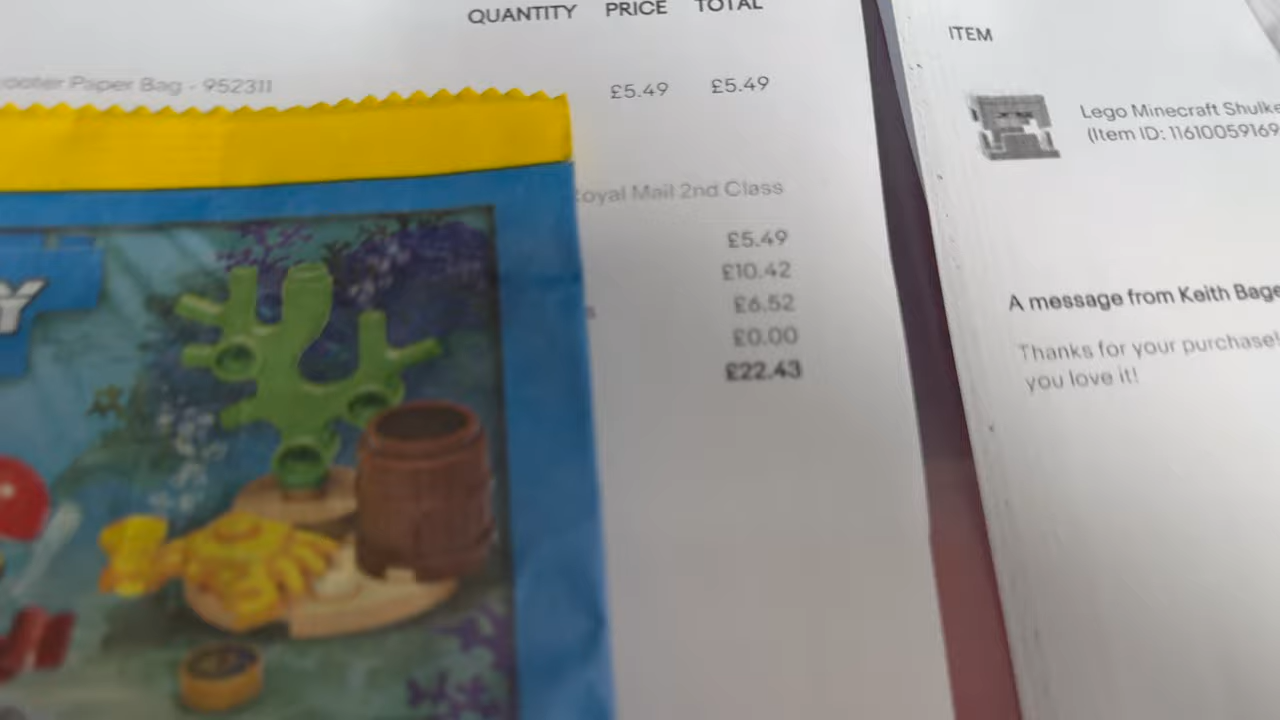 QUANTITY PRICE TOTAL
ooter Paper Bag - 952311
£5.49 £5.49
Royal Mail 2nd Class
£5.49
£10.42
s
£6.52
£0.00
£22.43
Y
ITEM
Lego Minecraft Shulke
(Item ID: 11610059169
A message from Keith Bage
Thanks for your purchase!
you love it!